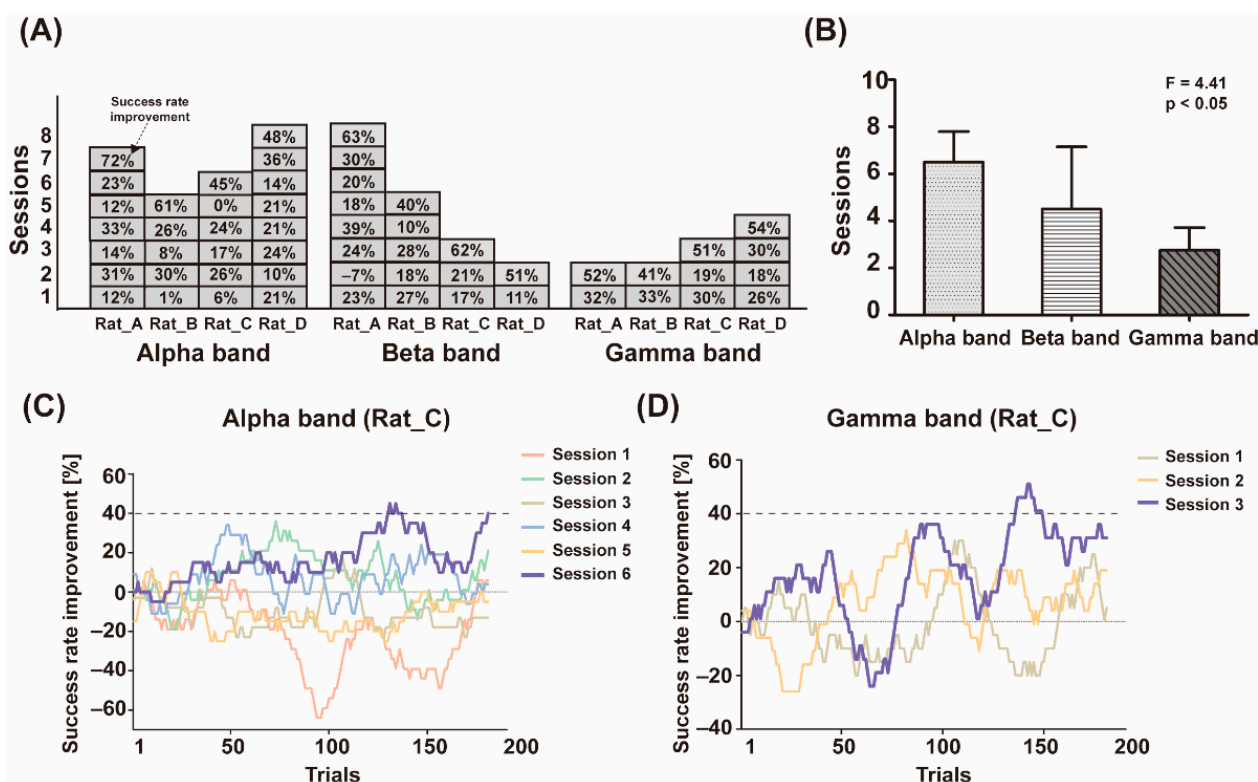 (A)
Success rate
improvement
Sessions
8 48% 63%
7 72% 36% 30%
6 23% 45% 14% 20%
5 12% 61% 0% 21% 18% 40%
4 33% 26% 24% 21% 39% 10% 54%
3 14% 8% 17% 24% 24% 28% 62% 51% 30%
2 31% 30% 26% 10% –7% 18% 21% 51% 52% 41% 19% 18%
1 12% 1% 6% 21% 23% 27% 17% 11% 32% 33% 30% 26%
Rat_A Rat_B Rat_C Rat_D Rat_A Rat_B Rat_C Rat_D Rat_A Rat_B Rat_C Rat_D
Alpha band Beta band Gamma band
(B)
F = 4.41
p < 0.05
Sessions
10
8
6
4
2
0
Alpha band Beta band Gamma band
(C)
Alpha band (Rat_C)
Success rate improvement [%]
60
40
20
0
–20
–40
–60
1 50 100 150 200
Trials
Session 1
Session 2
Session 3
Session 4
Session 5
Session 6
(D)
Gamma band (Rat_C)
Success rate improvement [%]
60
40
20
0
–20
–40
1 50 100 150 200
Trials
Session 1
Session 2
Session 3